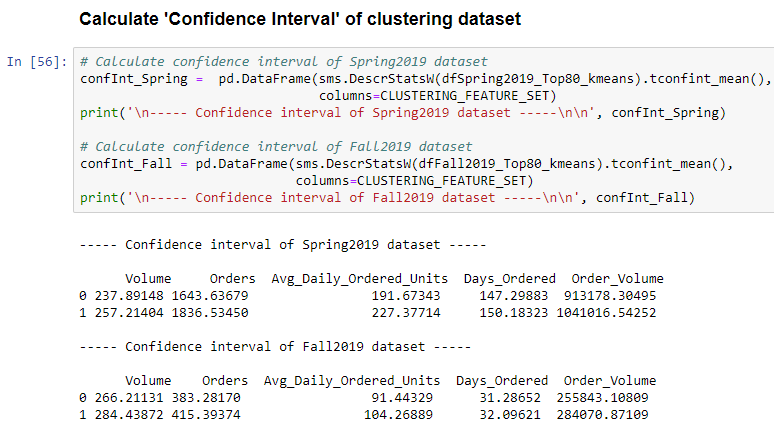 Calculate 'Confidence Interval' of clustering dataset
In [56]: # Calculate confidence interval of Spring2019 dataset
confInt_Spring =  pd.DataFrame(sms.DescrStatsW(dfSpring2019_Top80_kmeans).tconfint_mean(),
columns=CLUSTERING_FEATURE_SET)
print('\n----- Confidence interval of Spring2019 dataset -----\n\n', confInt_Spring)
# Calculate confidence interval of Fall2019 dataset
confInt_Fall = pd.DataFrame(sms.DescrStatsW(dfFall2019_Top80_kmeans).tconfint_mean(),
columns=CLUSTERING_FEATURE_SET)
print('\n----- Confidence interval of Fall2019 dataset -----\n\n', confInt_Fall)
----- Confidence interval of Spring2019 dataset -----
Volume Orders Avg_Daily_Ordered_Units Days_Ordered Order_Volume
0 237.89148 1643.63679 191.67343 147.29883 913178.30495
1 257.21404 1836.53450 227.37714 150.18323 1041016.54252
----- Confidence interval of Fall2019 dataset -----
Volume Orders Avg_Daily_Ordered_Units Days_Ordered Order_Volume
0 266.21131 383.28170 91.44329 31.28652 255843.10809
1 284.43872 415.39374 104.26889 32.09621 284070.87109